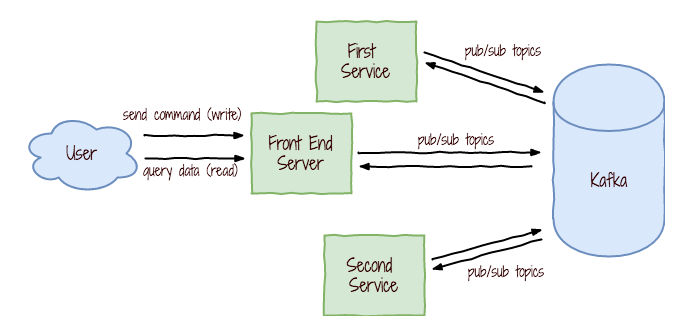 First
Service
pub/sub topics
send command (write)
User
Front End
Server
pub/sub topics
query data (read)
Kafka
Second
Service
pub/sub topics